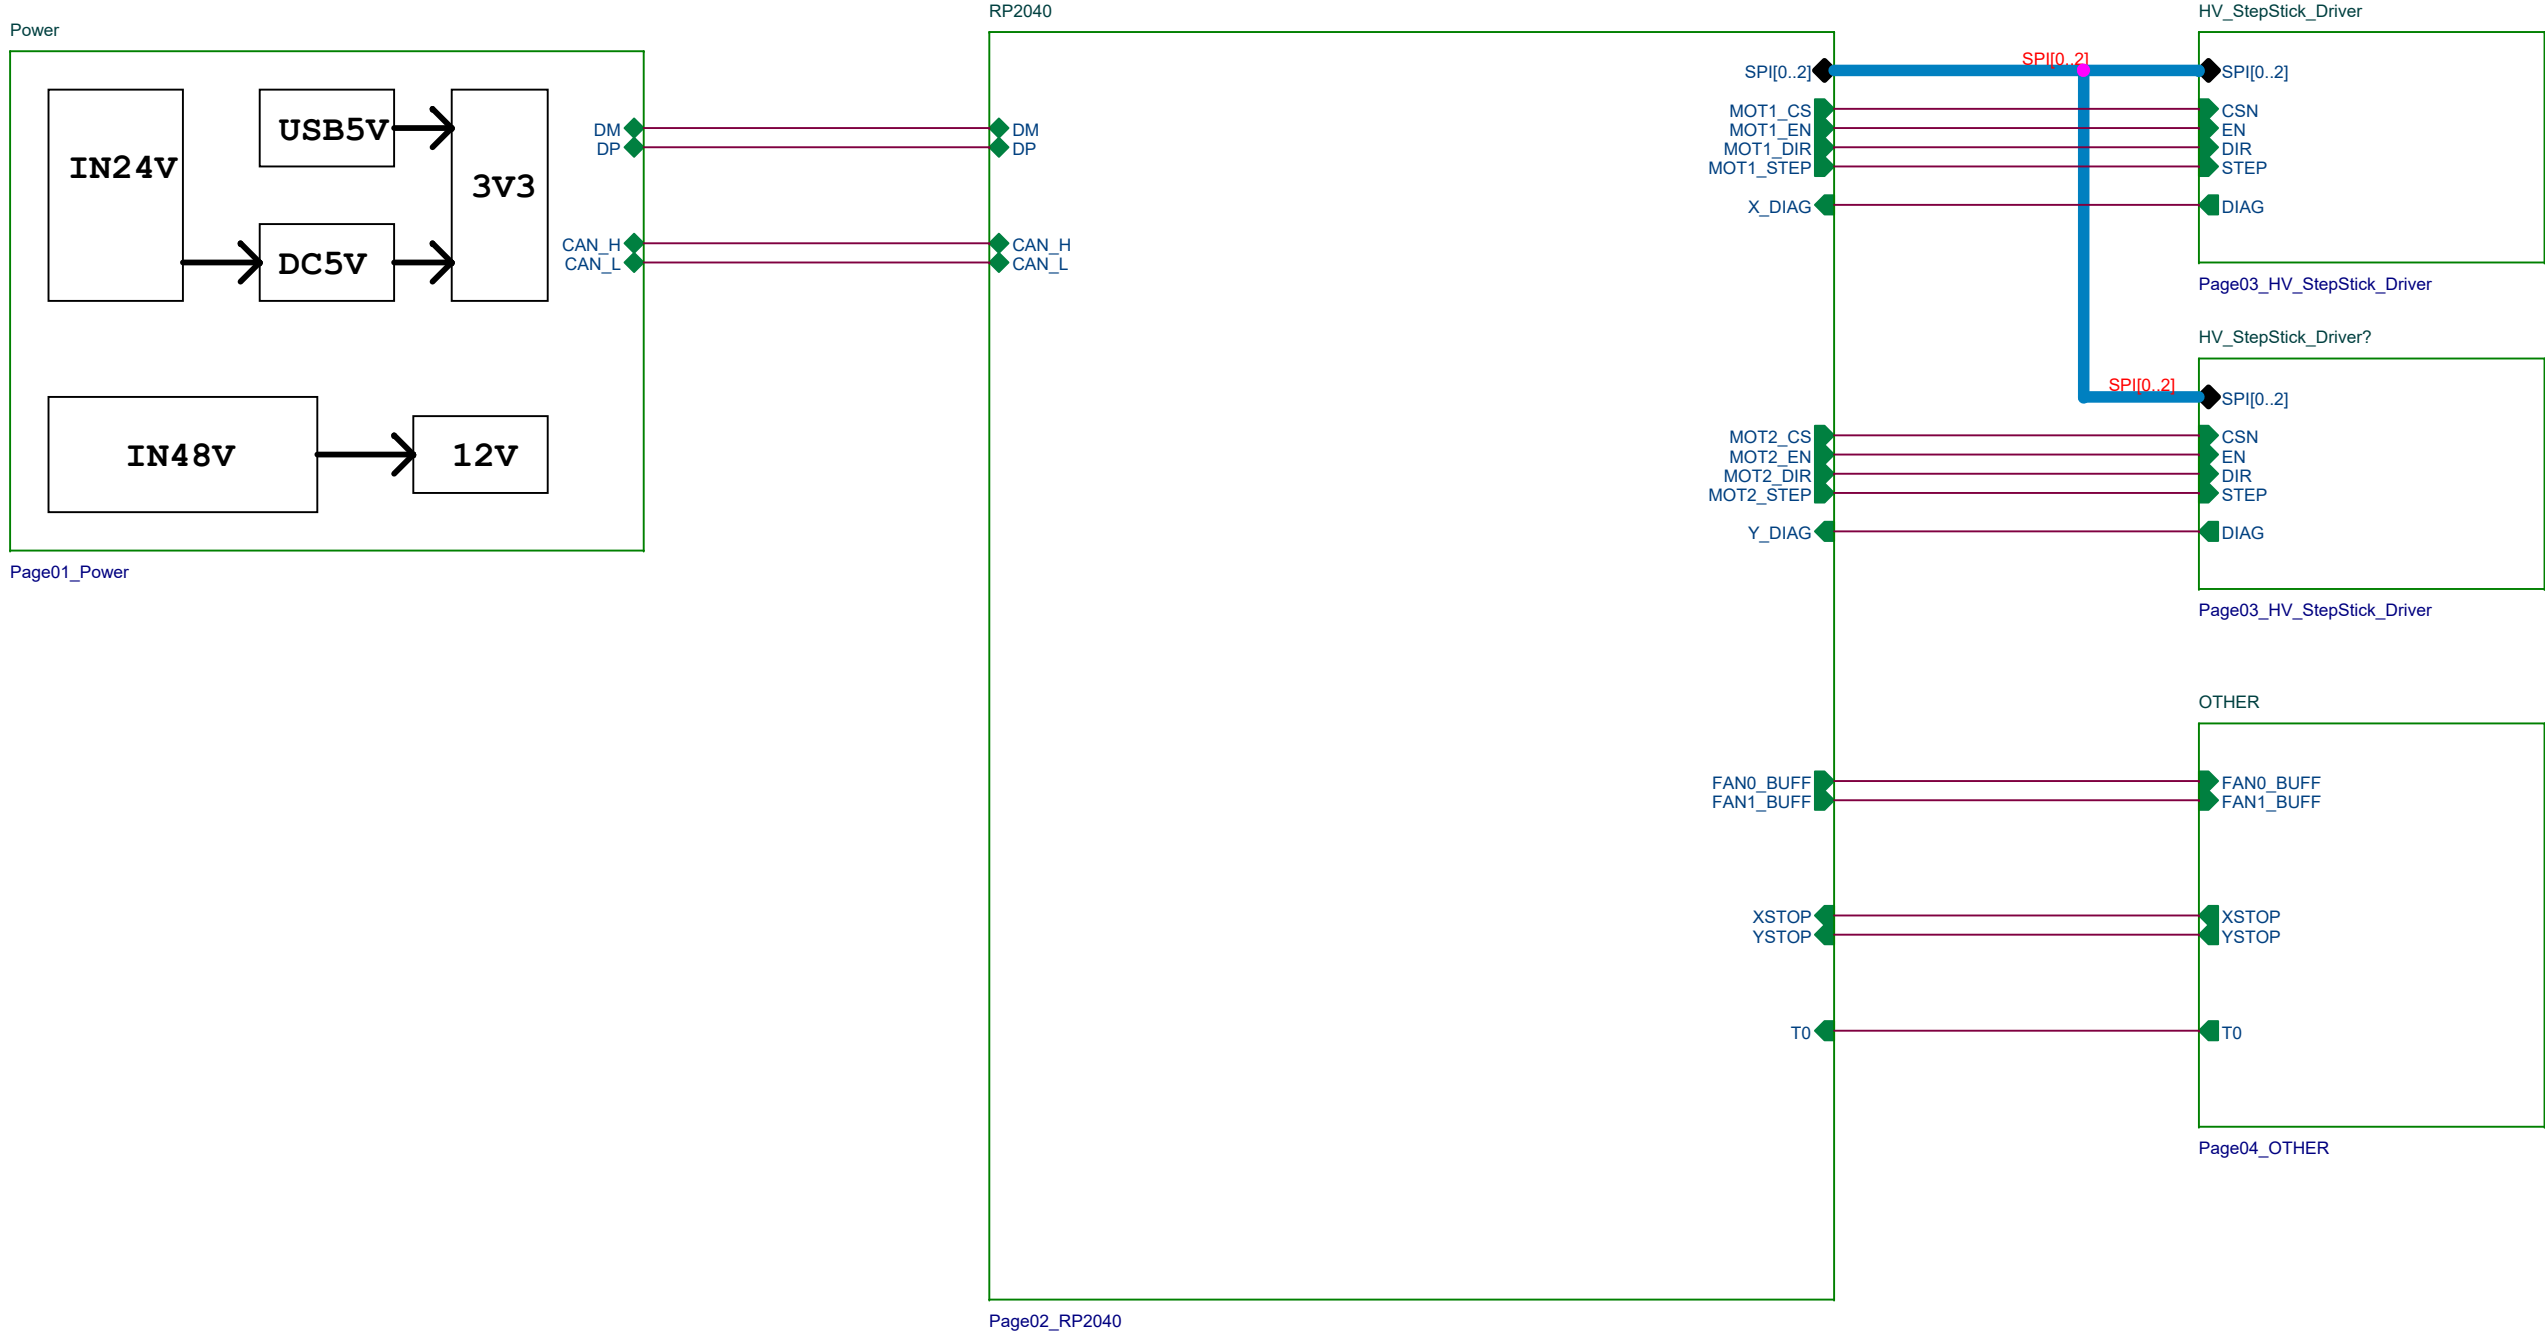 Power
IN24V
USB5V
3V3
DC5V
IN48V
12V
DM
DP
CAN_H
CAN_L
Page01_Power
RP2040
DM
DP
CAN_H
CAN_L
SPI[0..2]
MOT1_CS
MOT1_EN
MOT1_DIR
MOT1_STEP
X_DIAG
MOT2_CS
MOT2_EN
MOT2_DIR
MOT2_STEP
Y_DIAG
FAN0_BUFF
FAN1_BUFF
XSTOP
YSTOP
T0
Page02_RP2040
SPI[0..2]
SPI[0..2]
HV_StepStick_Driver
SPI[0..2]
CSN
EN
DIR
STEP
DIAG
Page03_HV_StepStick_Driver
HV_StepStick_Driver?
SPI[0..2]
CSN
EN
DIR
STEP
DIAG
Page03_HV_StepStick_Driver
OTHER
FAN0_BUFF
FAN1_BUFF
XSTOP
YSTOP
T0
Page04_OTHER